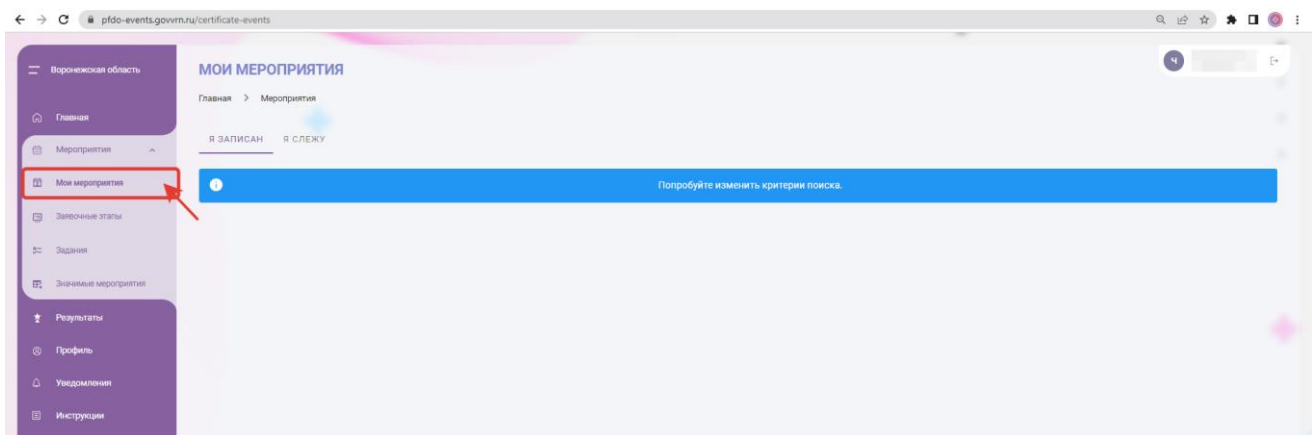 pfdo-events.govvrn.ru/certificate-events
Воронежская область
Главная
Мероприятия
Мои мероприятия
Заявочные этапы
Задания
Значимые мероприятия
Результаты
Профиль
Уведомления
Инструкции
МОИ МЕРОПРИЯТИЯ
Главная > Мероприятия
Я ЗАПИСАН Я СЛЕЖУ
Попробуйте изменить критерии поиска.
Ч